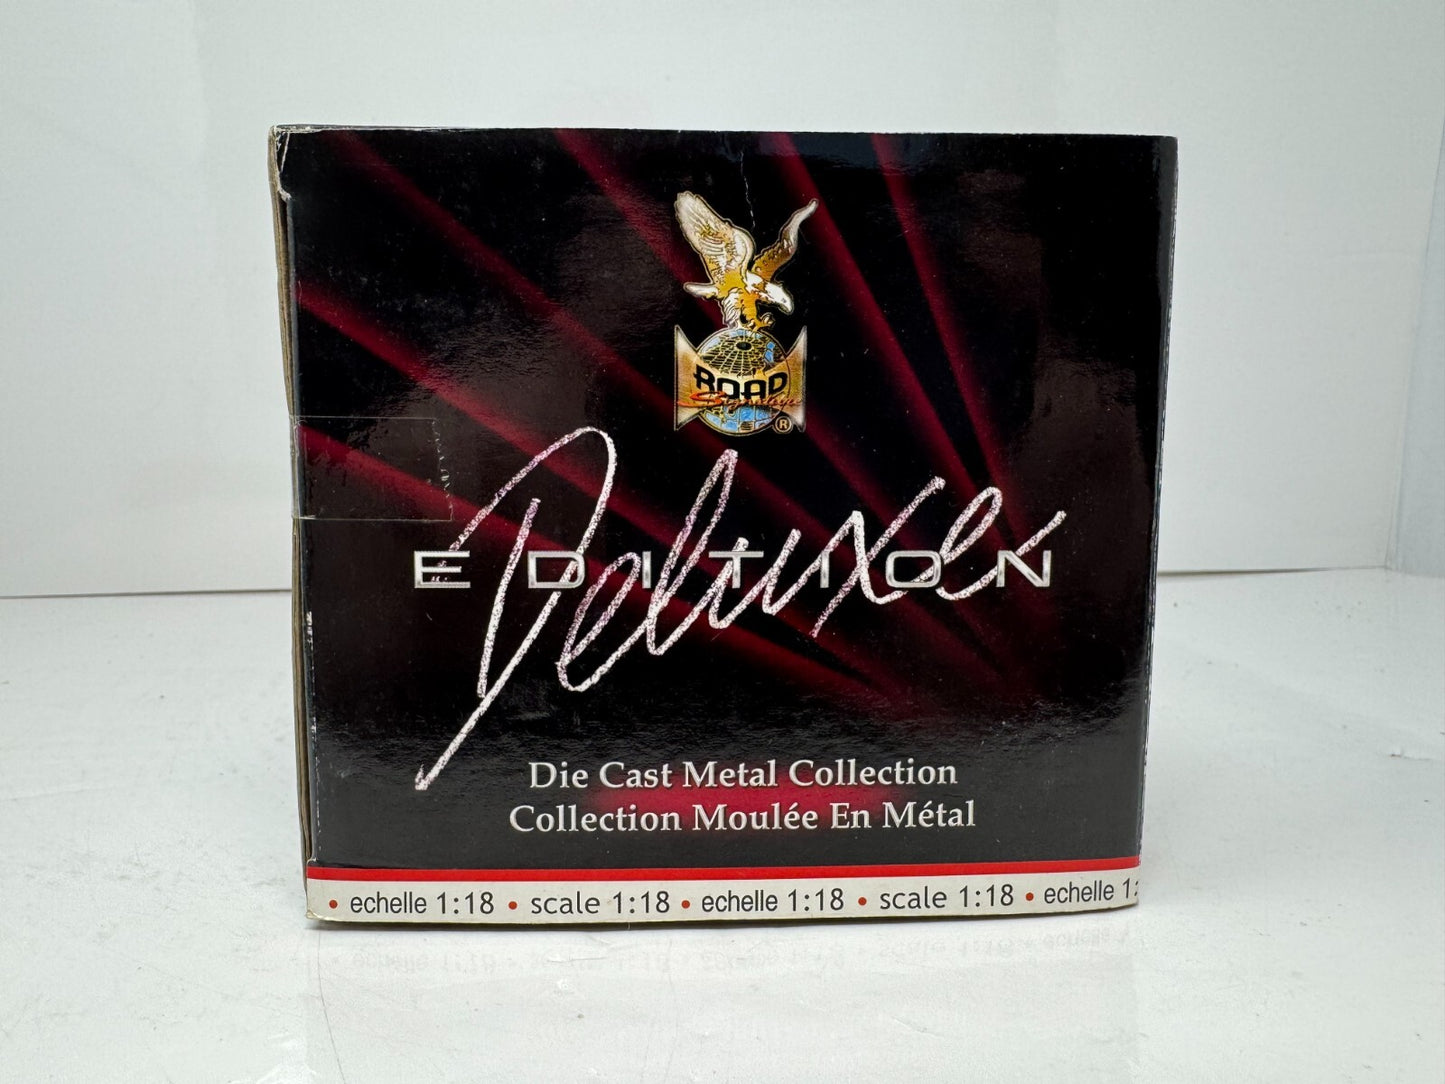 ROAD
Signature
®
Deluxe
EDITION
Die Cast Metal Collection
Collection Moulée En Métal
• echelle 1:18 • scale 1:18 • echelle 1:18 • scale 1:18 • echelle 1: